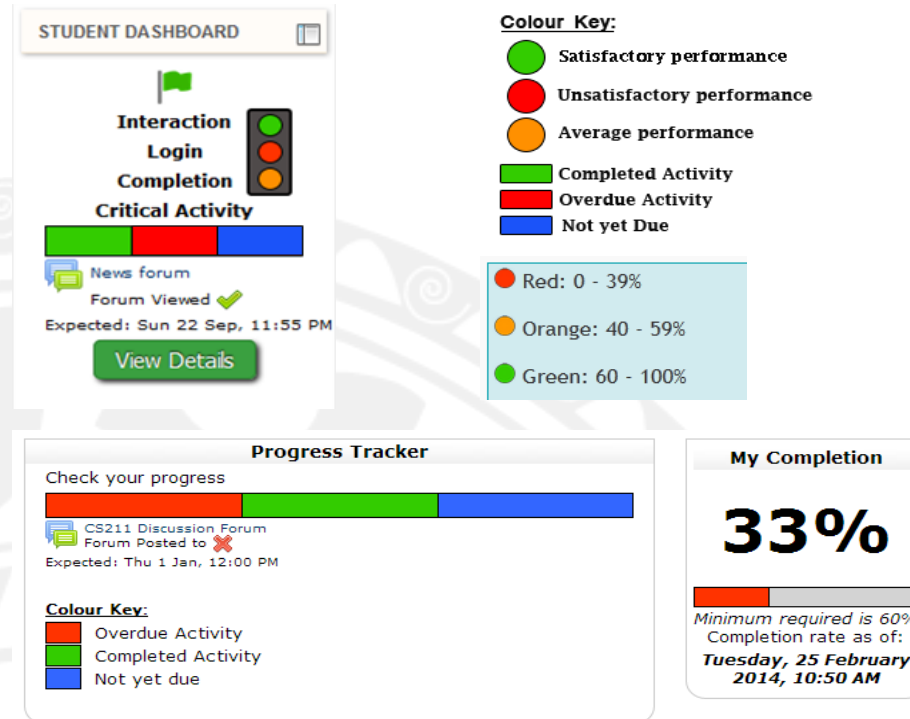 STUDENT DASHBOARD
Interaction
Login
Completion
Critical Activity
News forum
Forum Viewed
Expected: Sun 22 Sep, 11:55 PM
View Details
Colour Key:
Satisfactory performance
Unsatisfactory performance
Average performance
Completed Activity
Overdue Activity
Not yet Due
Red: 0 - 39%
Orange: 40 - 59%
Green: 60 - 100%
Progress Tracker
Check your progress
CS211 Discussion Forum
Forum Posted to
Expected: Thu 1 Jan, 12:00 PM
Colour Key:
Overdue Activity
Completed Activity
Not yet due
My Completion
33%
Minimum required is 60%
Completion rate as of:
Tuesday, 25 February
2014, 10:50 AM